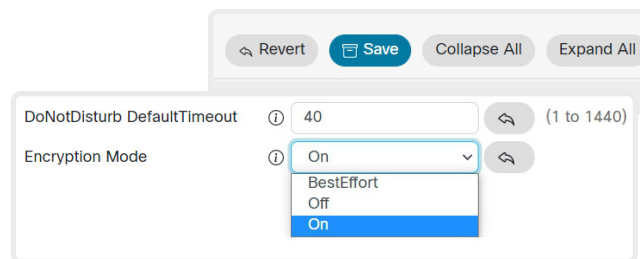 Revert Save Collapse All Expand All
DoNotDisturb DefaultTimeout 40 (1 to 1440)
Encryption Mode On
BestEffort
Off
On